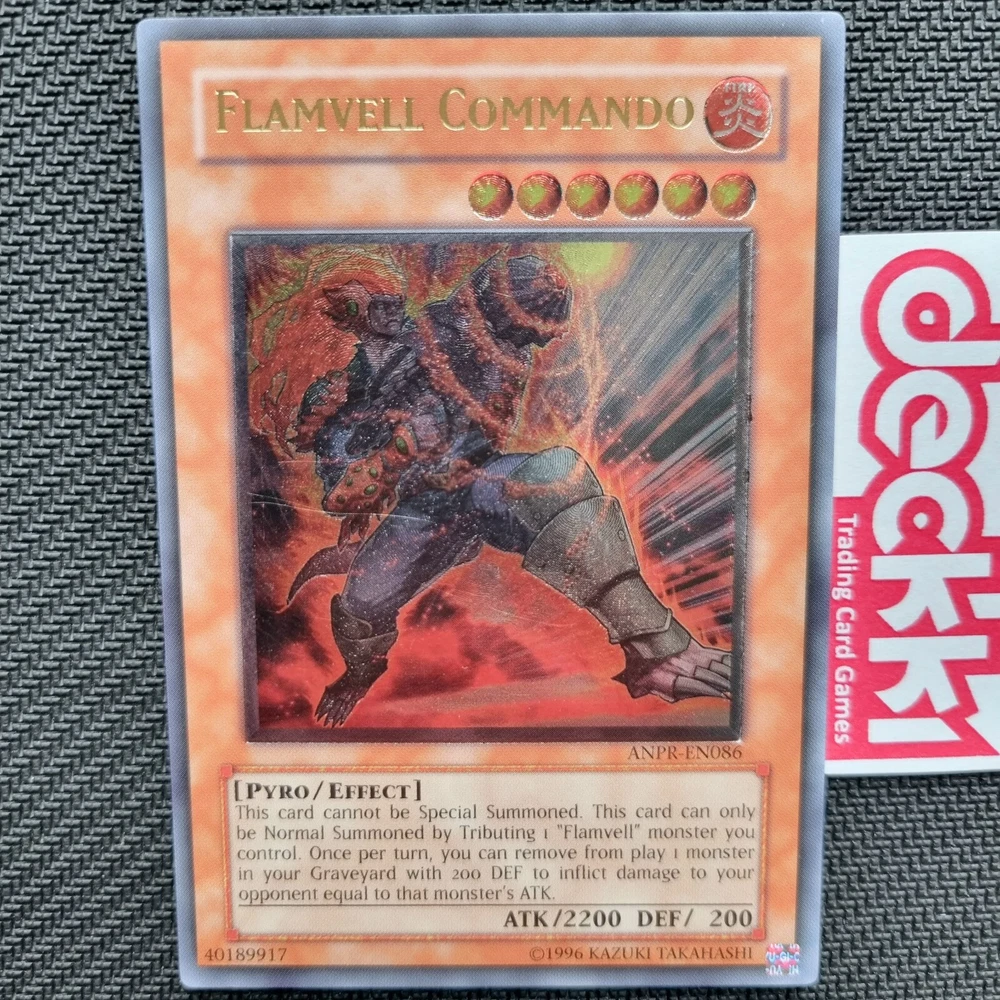 FLAMVELL COMMANDO
FIRE
炎
ANPR-EN086
[PYRO/EFFECT]
This card cannot be Special Summoned. This card can only
be Normal Summoned by Tributing 1 "Flamvell" monster you
control. Once per turn, you can remove from play 1 monster
in your Graveyard with 200 DEF to inflict damage to your
opponent equal to that monster's ATK.
ATK/2200 DEF/ 200
40189917
©1996 KAZUKI TAKAHASHI
decKKI
Trading Card Games